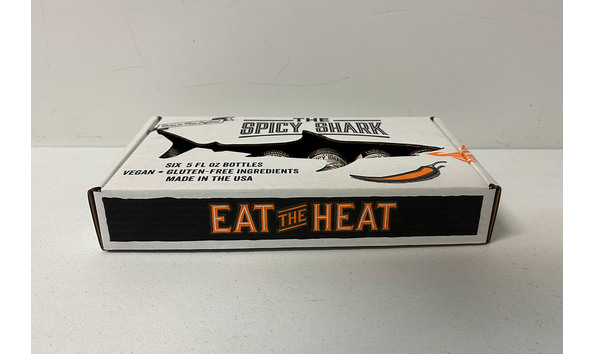 THE
SPICY SHARK
SIX 5 FL OZ BOTTLES
VEGAN • GLUTEN-FREE INGREDIENTS
MADE IN THE USA
EAT THE HEAT